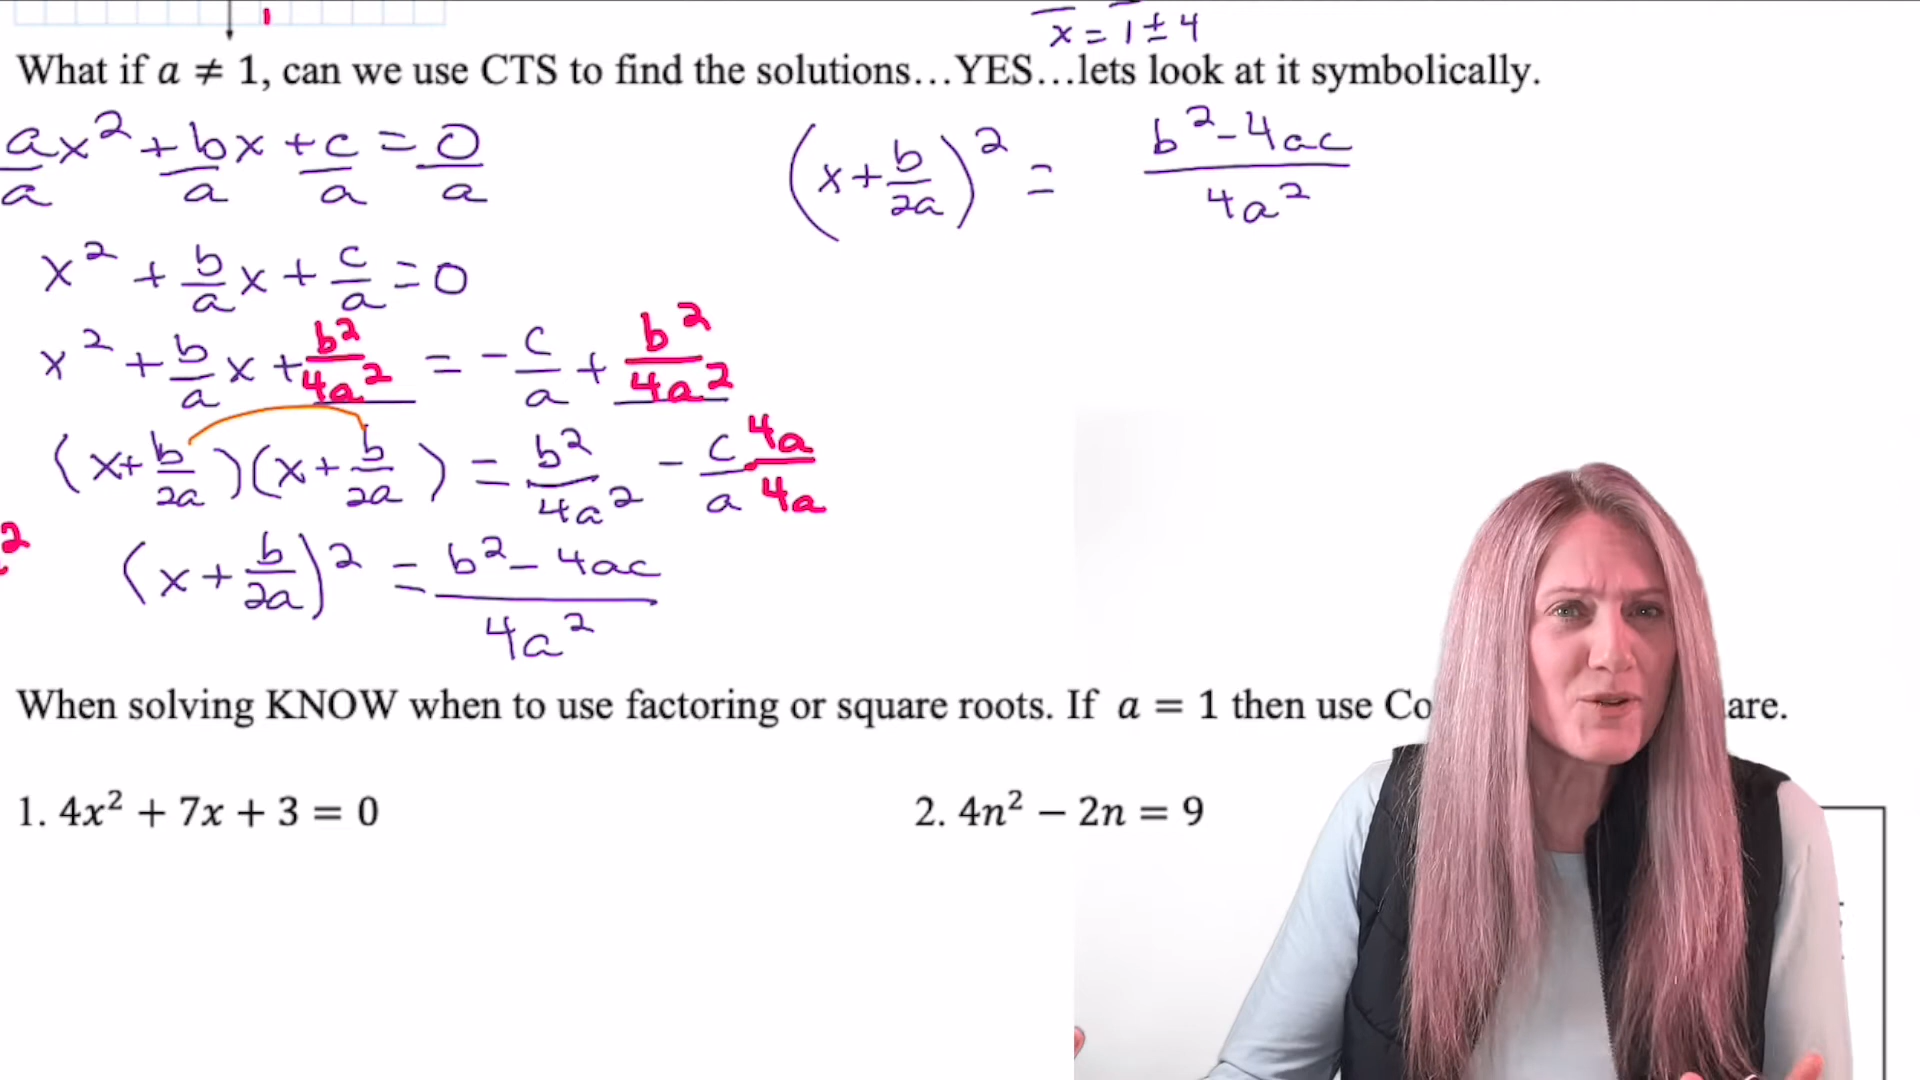 1
x = 1 ± 4
What if a ≠ 1, can we use CTS to find the solutions…YES…lets look at it symbolically.
ax²/a + bx/a + c/a = 0/a
x² + b/a x + c/a = 0
x² + b/a x + b²/4a² = -c/a + b²/4a²
(x + b/2a)(x + b/2a) = b²/4a² - c/a 4a/4a
2
(x + b/2a)² = b² - 4ac / 4a²
(x + b/2a)² = b² - 4ac / 4a²
When solving KNOW when to use factoring or square roots. If a = 1 then use Co are.
1. 4x² + 7x + 3 = 0
2. 4n² − 2n = 9